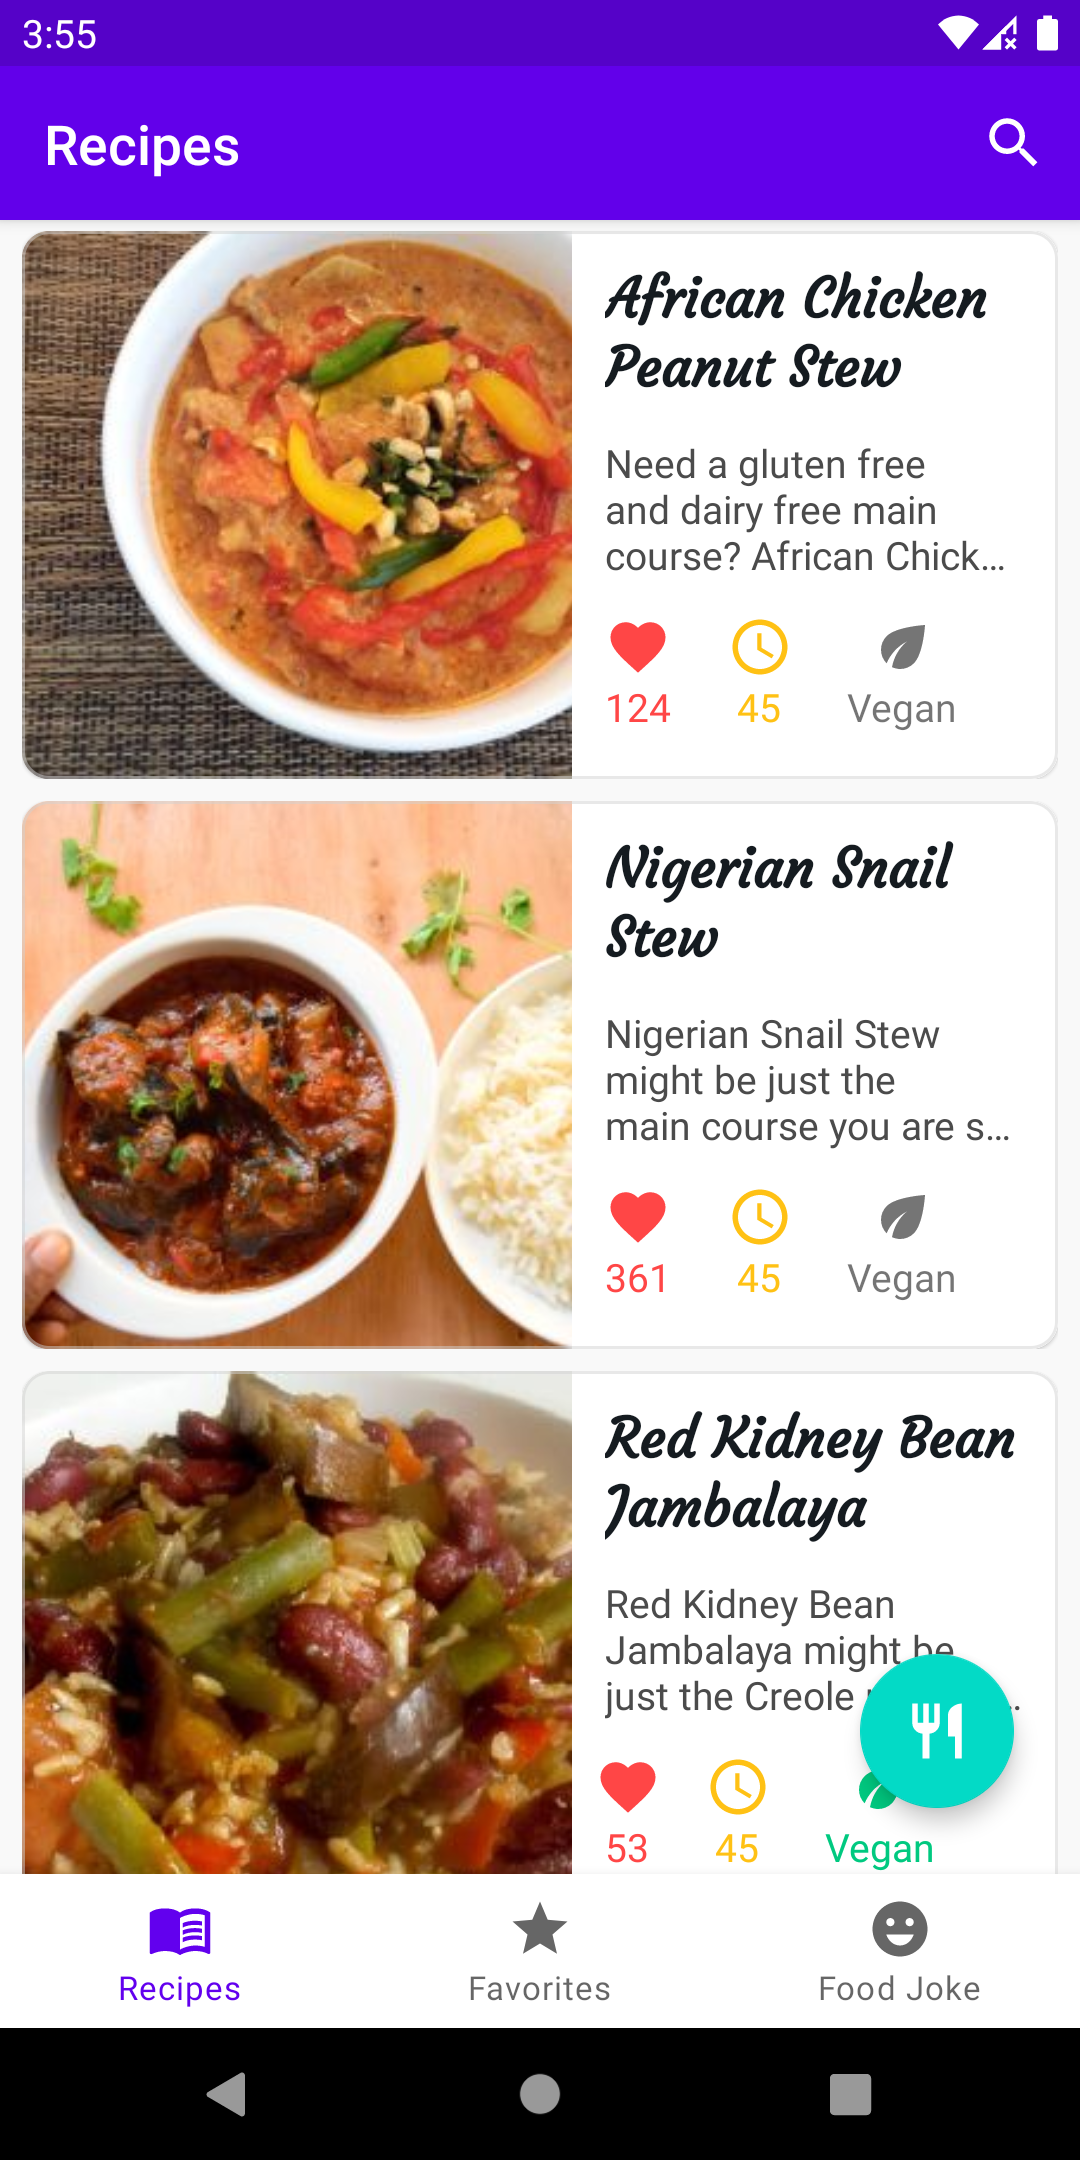 3:55
Recipes
African Chicken
Peanut Stew
Need a gluten free
and dairy free main
course? African Chick...
124
45
Vegan
Nigerian Snail
Stew
Nigerian Snail Stew
might be just the
main course you are s...
361
45
Vegan
Red Kidney Bean
Jambalaya
Red Kidney Bean
Jambalaya might be
just the Creole
53
45
Vegan
Recipes
Favorites
Food Joke